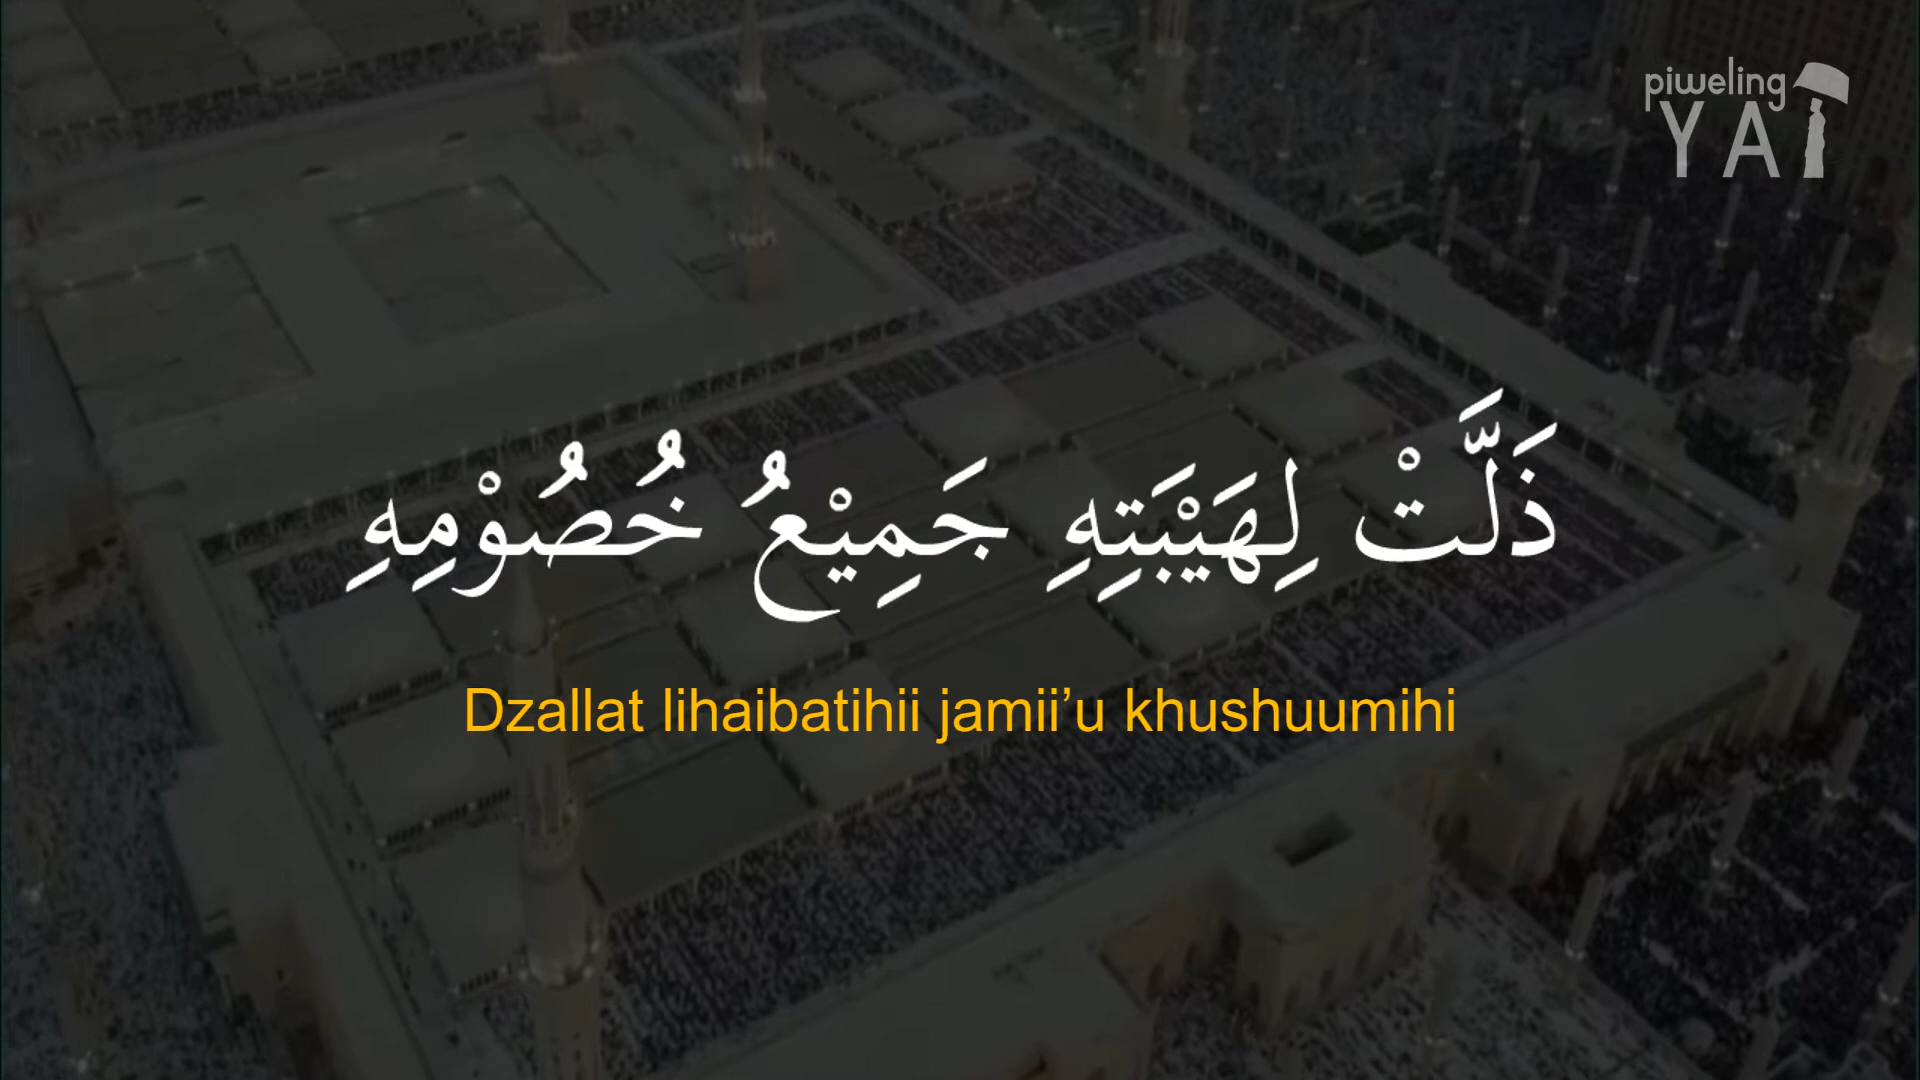 piweling
YAI
ذَلَّتْ لِهَيْبَتِهِ جَمِيْعُ خُصُوْمِهِ
Dzallat lihaibatihii jamii’u khushuumihi